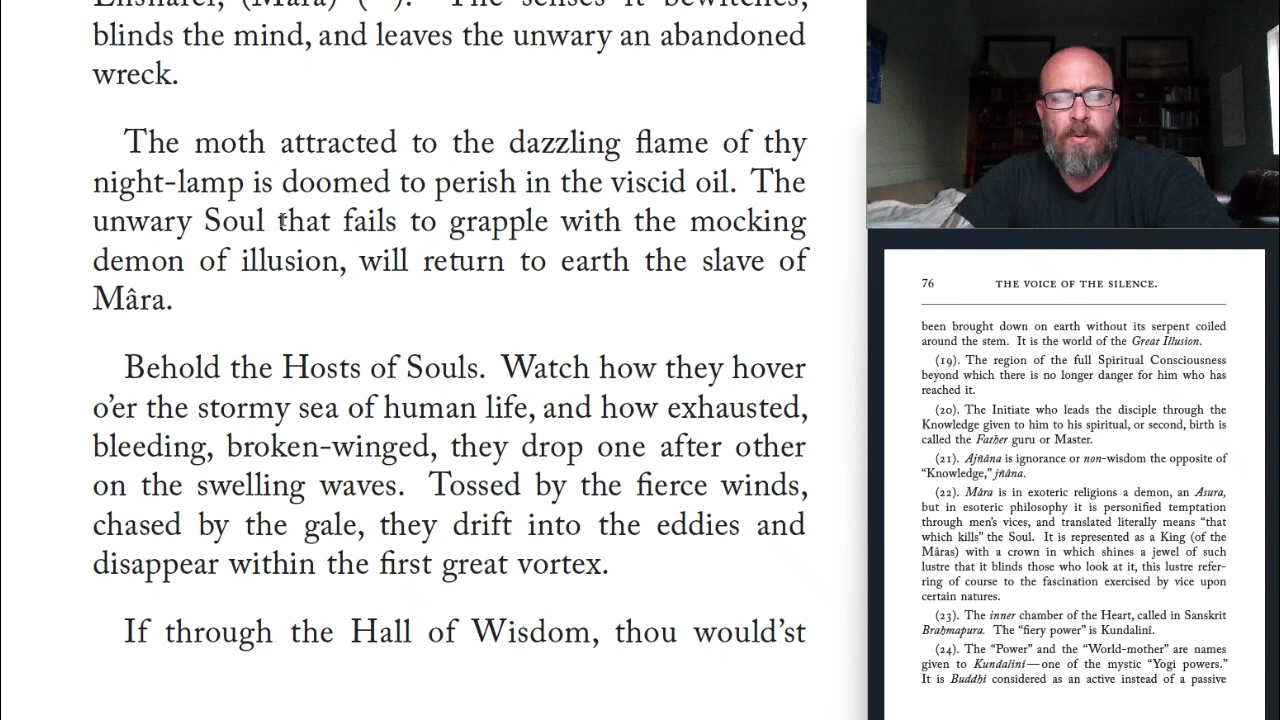 blinds the mind, and leaves the unwary an abandoned
wreck.
The moth attracted to the dazzling flame of thy
night-lamp is doomed to perish in the viscid oil. The
unwary Soul that fails to grapple with the mocking
demon of illusion, will return to earth the slave of
Mâra.
Behold the Hosts of Souls. Watch how they hover
o'er the stormy sea of human life, and how exhausted,
bleeding, broken-winged, they drop one after other
on the swelling waves. Tossed by the fierce winds,
chased by the gale, they drift into the eddies and
disappear within the first great vortex.
If through the Hall of Wisdom, thou would'st
76 THE VOICE OF THE SILENCE.
been brought down on earth without its serpent coiled
around the stem. It is the world of the Great Illusion.
(19). The region of the full Spiritual Consciousness
beyond which there is no longer danger for him who has
reached it.
(20). The Initiate who leads the disciple through the
Knowledge given to him to his spiritual, or second, birth is
called the Father guru or Master.
(21). Ajñâna is ignorance or non-wisdom the opposite of
“Knowledge,” jñâna.
(22). Mâra is in exoteric religions a demon, an Asura,
but in esoteric philosophy it is personified temptation
through men's vices, and translated literally means “that
which kills” the Soul. It is represented as a King (of the
Mâras) with a crown in which shines a jewel of such
lustre that it blinds those who look at it, this lustre refer-
ring of course to the fascination exercised by vice upon
certain natures.
(23). The inner chamber of the Heart, called in Sanskrit
Braḥmapura. The “fiery power” is Kundalinî.
(24). The “Power” and the “World-mother” are names
given to Kundalinî—one of the mystic “Yogi powers.”
It is Buddhi considered as an active instead of a passive